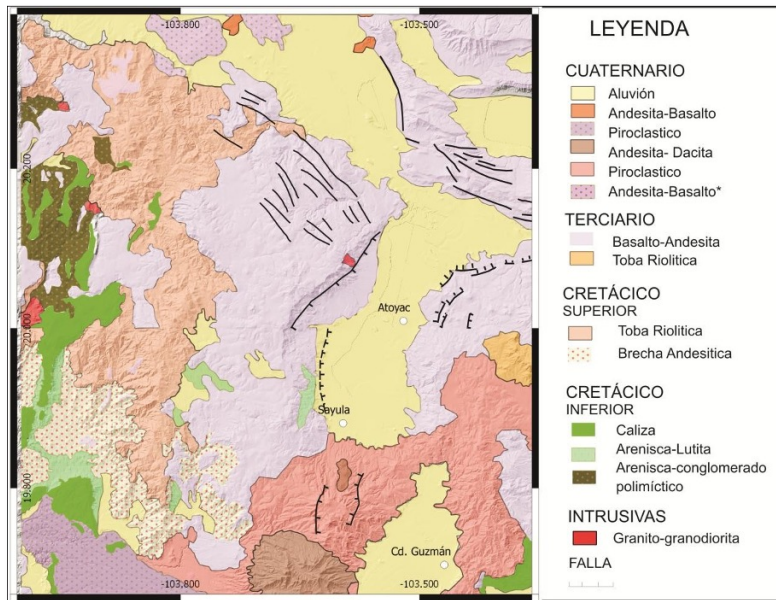 -103.800
-103.500
20.200
20.000
19.800
Atoyac
Sayula
Cd. Guzmán
-103.800
-103.500
LEYENDA
CUATERNARIO
Aluvión
Andesita-Basalto
Piroclastico
Andesita- Dacita
Piroclastico
Andesita-Basalto*
TERCIARIO
Basalto-Andesita
Toba Riolitica
CRETÁCICO
SUPERIOR
Toba Riolitica
Brecha Andesitica
CRETÁCICO
INFERIOR
Caliza
Arenisca-Lutita
Arenisca-conglomerado
polimíctico
INTRUSIVAS
Granito-granodiorita
FALLA